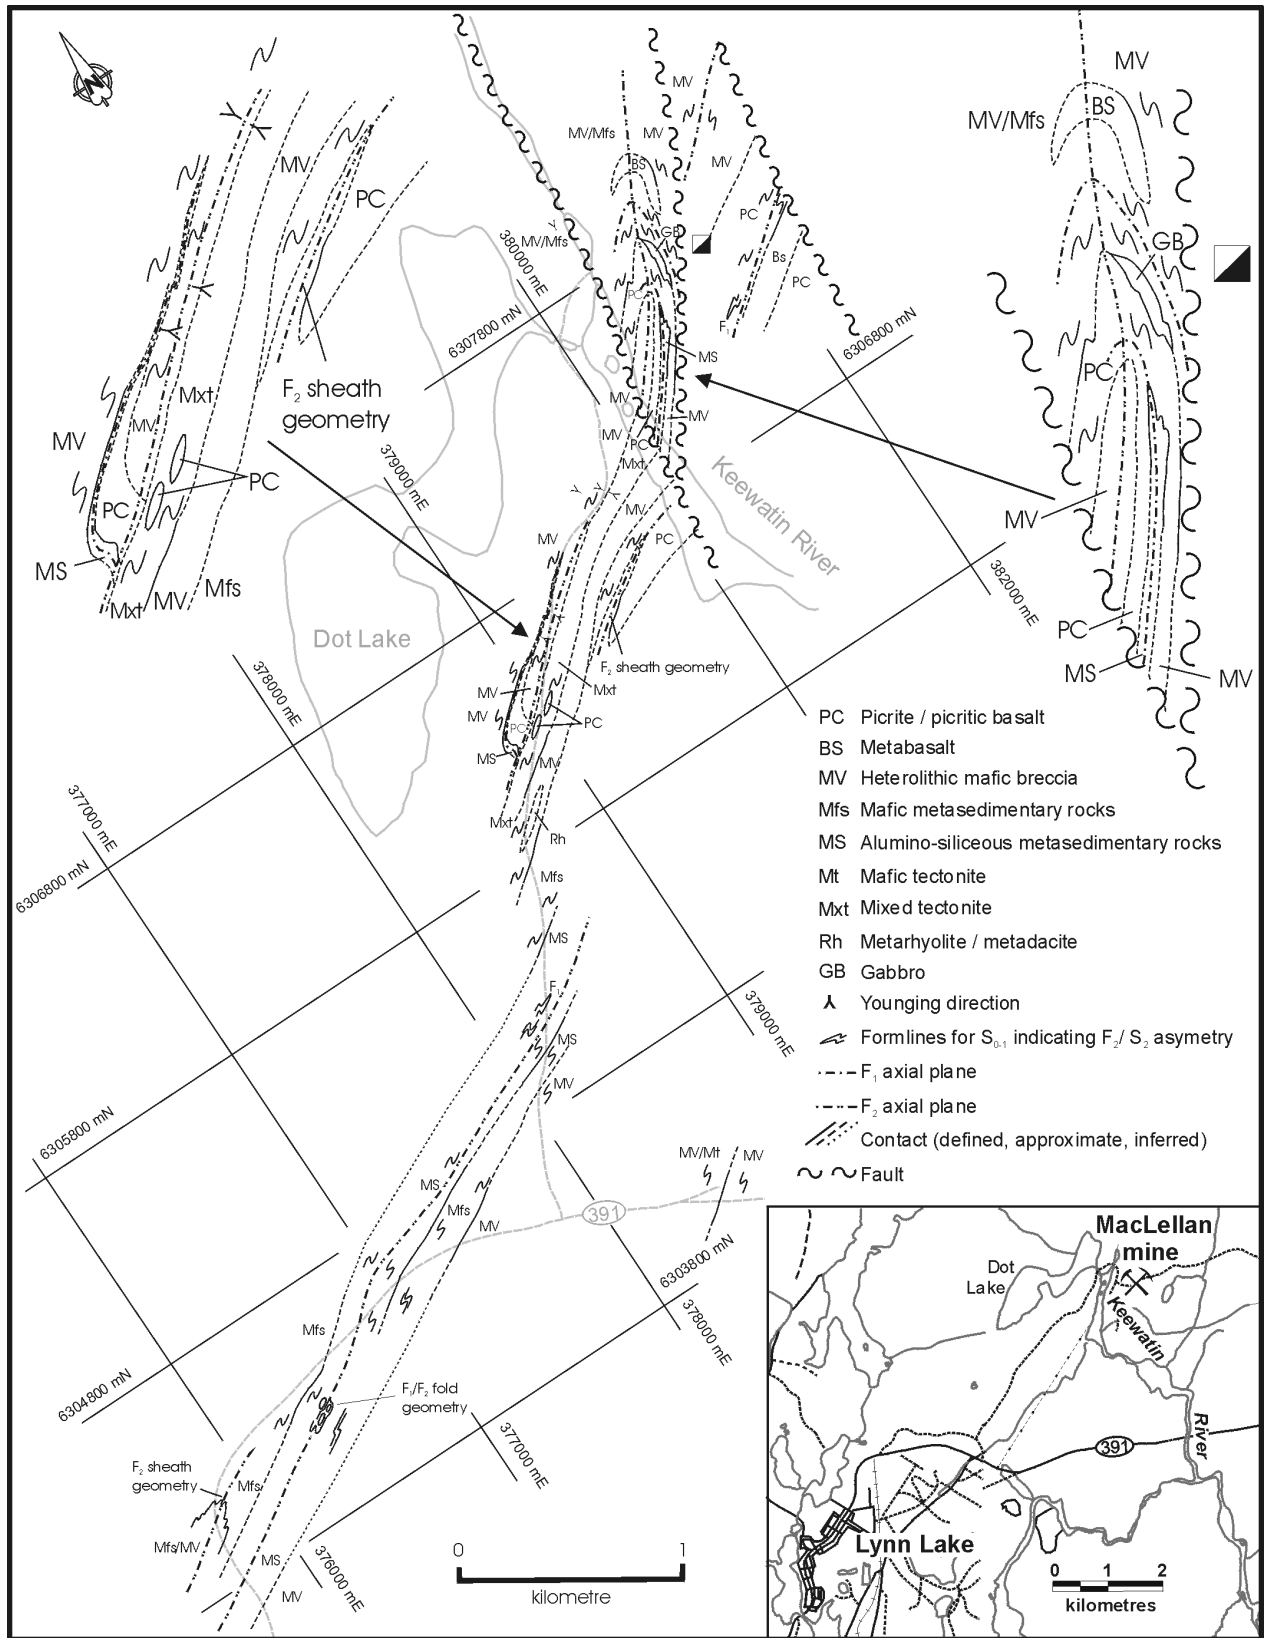 N
MV
PC
Mxt
MV
MV
PC
PC
MS
Mxt
MV
Mfs
F2 sheath
geometry
MV
MV/Mfs
MV
BS
MV
PC
Bs
PC
GB
MV/Mfs
380000 mE
6307800 mN
PC
F1
MS
MV
MV
MV
PC
Mxt
6306800 mN
MV
MV/Mfs
BS
GB
PC
MV
PC
MS
MV
379000 mE
Keewatin River
382000 mE
MV
PC
MV
Dot Lake
F2 sheath geometry
MV
Mxt
MV
PC
PC
MS
MV
Mxt
Rh
Mfs
378000 mE
377000 mE
6306800 mN
MS
F1
MS
MV
379000 mE
6305800 mN
MV/Mt
MV
MS
Mfs
MV
391
6303800 mN
378000 mE
Mfs
6304800 mN
F1/F2 fold
geometry
377000 mE
F2 sheath
geometry
Mfs
Mfs/MV
MS
MV
376000 mE
0 1
kilometre
PC Picrite / picritic basalt
BS Metabasalt
MV Heterolithic mafic breccia
Mfs Mafic metasedimentary rocks
MS Alumino-siliceous metasedimentary rocks
Mt Mafic tectonite
Mxt Mixed tectonite
Rh Metarhyolite / metadacite
GB Gabbro
Younging direction
Formlines for S0-1 indicating F2/ S2 asymetry
F1 axial plane
F2 axial plane
Contact (defined, approximate, inferred)
Fault
MacLellan
mine
Dot
Lake
Keewatin
River
391
Lynn Lake
0 1 2
kilometres